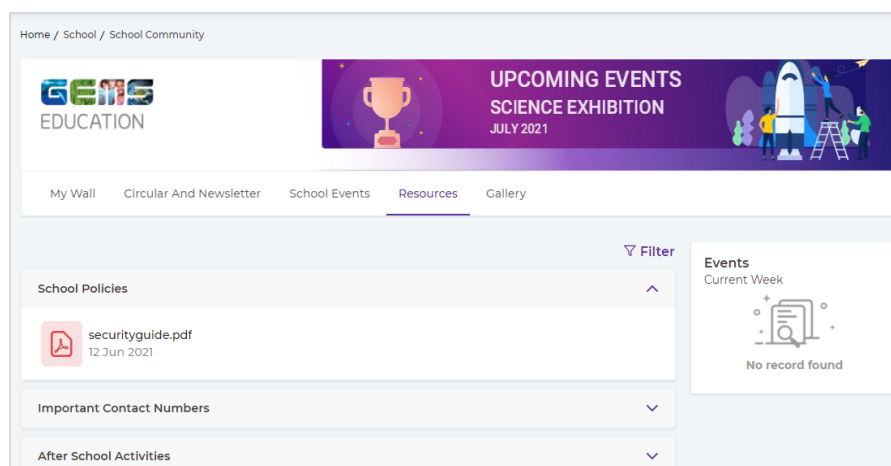 Home / School / School Community
GEMS
EDUCATION
UPCOMING EVENTS
SCIENCE EXHIBITION
JULY 2021
My Wall Circular And Newsletter School Events Resources Gallery
Filter
School Policies
securityguide.pdf
12 Jun 2021
Important Contact Numbers
After School Activities
Events
Current Week
No record found